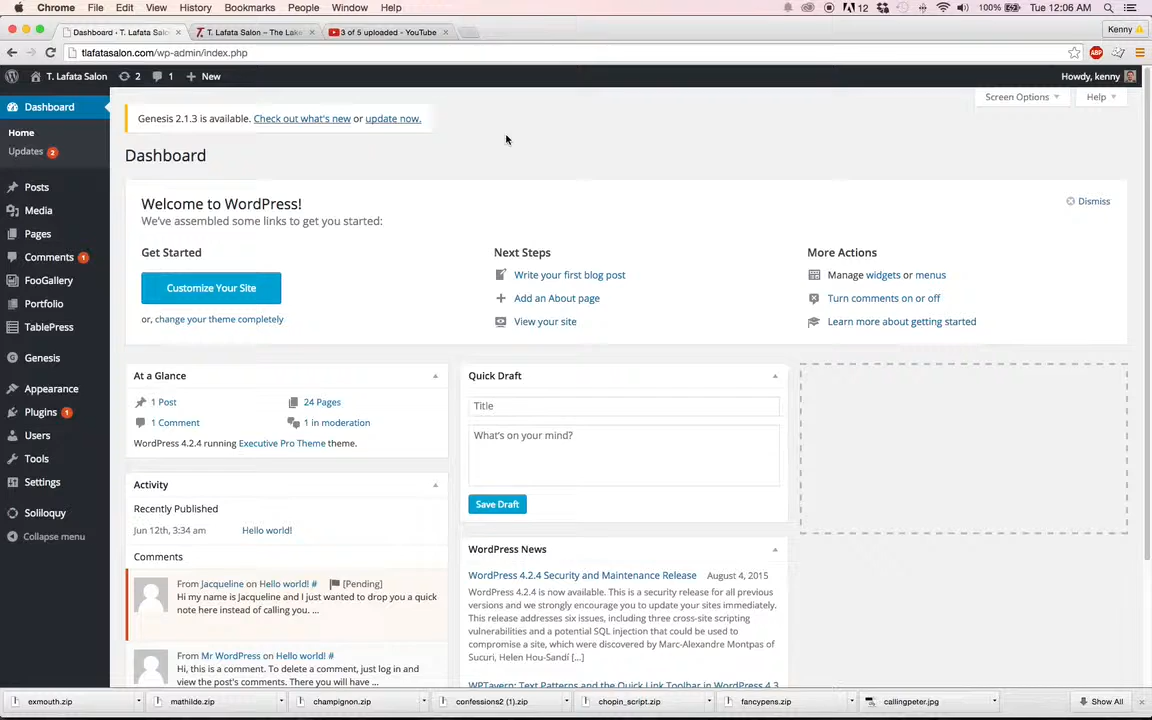 Chrome File Edit View History Bookmarks People Window Help
12
100%
Tue 12:06 AM
Dashboard ‹ T. Lafata Salo
T. Lafata Salon – The Lake
3 of 5 uploaded - YouTube
Kenny
tlafatasalon.com/wp-admin/index.php
ABP
T. Lafata Salon
2
1
New
Howdy, kenny
Dashboard
Home
Updates 2
Posts
Media
Pages
Comments 1
FooGallery
Portfolio
TablePress
Genesis
Appearance
Plugins 1
Users
Tools
Settings
Soliloquy
Collapse menu
Screen Options
Help
Genesis 2.1.3 is available. Check out what's new or update now.
Dashboard
Welcome to WordPress!
We've assembled some links to get you started:
Dismiss
Get Started
Customize Your Site
or, change your theme completely
Next Steps
Write your first blog post
Add an About page
View your site
More Actions
Manage widgets or menus
Turn comments on or off
Learn more about getting started
At a Glance
1 Post
24 Pages
1 Comment
1 in moderation
WordPress 4.2.4 running Executive Pro Theme theme.
Activity
Recently Published
Jun 12th, 3:34 am
Hello world!
Comments
From Jacqueline on Hello world! # [Pending]
Hi my name is Jacqueline and I just wanted to drop you a quick
note here instead of calling you. ...
From Mr WordPress on Hello world! #
Hi, this is a comment. To delete a comment, just log in and
view the post's comments. There you will have ...
Quick Draft
Title
What's on your mind?
Save Draft
WordPress News
WordPress 4.2.4 Security and Maintenance Release August 4, 2015
WordPress 4.2.4 is now available. This is a security release for all previous
versions and we strongly encourage you to update your sites immediately.
This release addresses six issues, including three cross-site scripting
vulnerabilities and a potential SQL injection that could be used to
compromise a site, which were discovered by Marc-Alexandre Montpas of
Sucuri, Helen Hou-Sandí [...]
WPTavern: Text Patterns and the Quick Link Toolbar in WordPress 4.3
exmouth.zip
mathilde.zip
champignon.zip
confessions2 (1).zip
chopin_script.zip
fancypens.zip
callingpeter.jpg
Show All